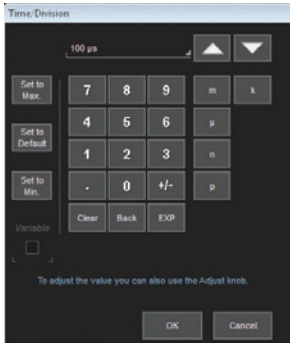 Time/Division
100 µs
Set to Max.
7 8 9 m k
Set to Default
4 5 6 µ
1 2 3 n
Set to Min.
. 0 +/- p
Variable
Clear Back EXP
To adjust the value you can also use the Adjust knob.
OK Cancel